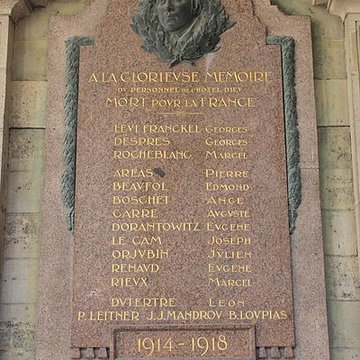 A LA GLORIEVSE MEMOIRE
DV PERSONNEL DE L'HOTEL DIEV
MORT POVR LA FRANCE
LEVI FRANCKEL GEORGES
DESPRES GEORGES
ROCHEBLANC MARCEL
AREAS PIERRE
BEAVFOL EDMOND
BOSCHET ANGE
CARRE AVGVSTE
DORANTOWITZ EVGENE
LE CAM JOSEPH
ORJVBIN JVLIEN
RENAVD EVGENE
RIEVX MARCEL
DVTERTRE LEON
P. LEITNER J.J.MANDROV B.LOVPIAS
1914-1918